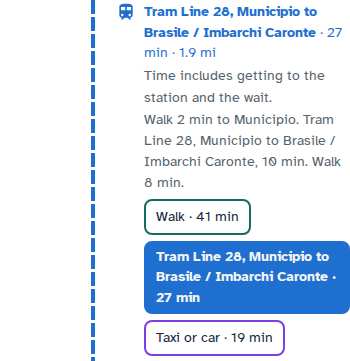 Tram Line 28, Municipio to
Brasile / Imbarchi Caronte · 27
min · 1.9 mi
Time includes getting to the
station and the wait.
Walk 2 min to Municipio. Tram
Line 28, Municipio to Brasile /
Imbarchi Caronte, 10 min. Walk
8 min.
Walk · 41 min
Tram Line 28, Municipio to
Brasile / Imbarchi Caronte ·
27 min
Taxi or car · 19 min